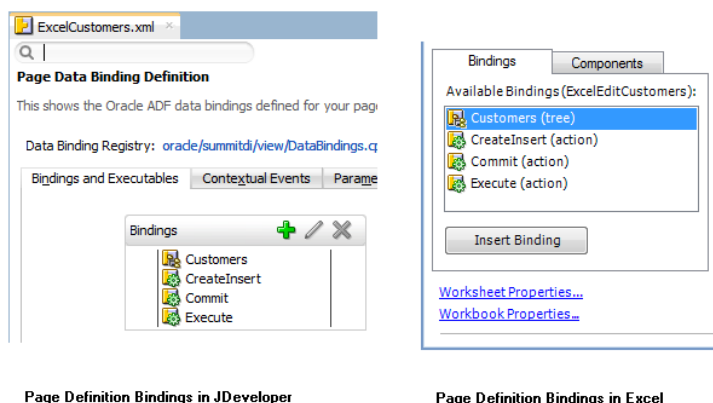 ExcelCustomers.xml
Page Data Binding Definition
This shows the Oracle ADF data bindings defined for your page
Data Binding Registry: oracle/summitdi/view/DataBindings.cp
Bindings and Executables Contextual Events Parame
Bindings
Customers
CreateInsert
Commit
Execute
Page Definition Bindings in JDeveloper
Bindings Components
Available Bindings (ExcelEditCustomers):
Customers (tree)
CreateInsert (action)
Commit (action)
Execute (action)
Insert Binding
Worksheet Properties...
Workbook Properties...
Page Definition Bindings in Excel